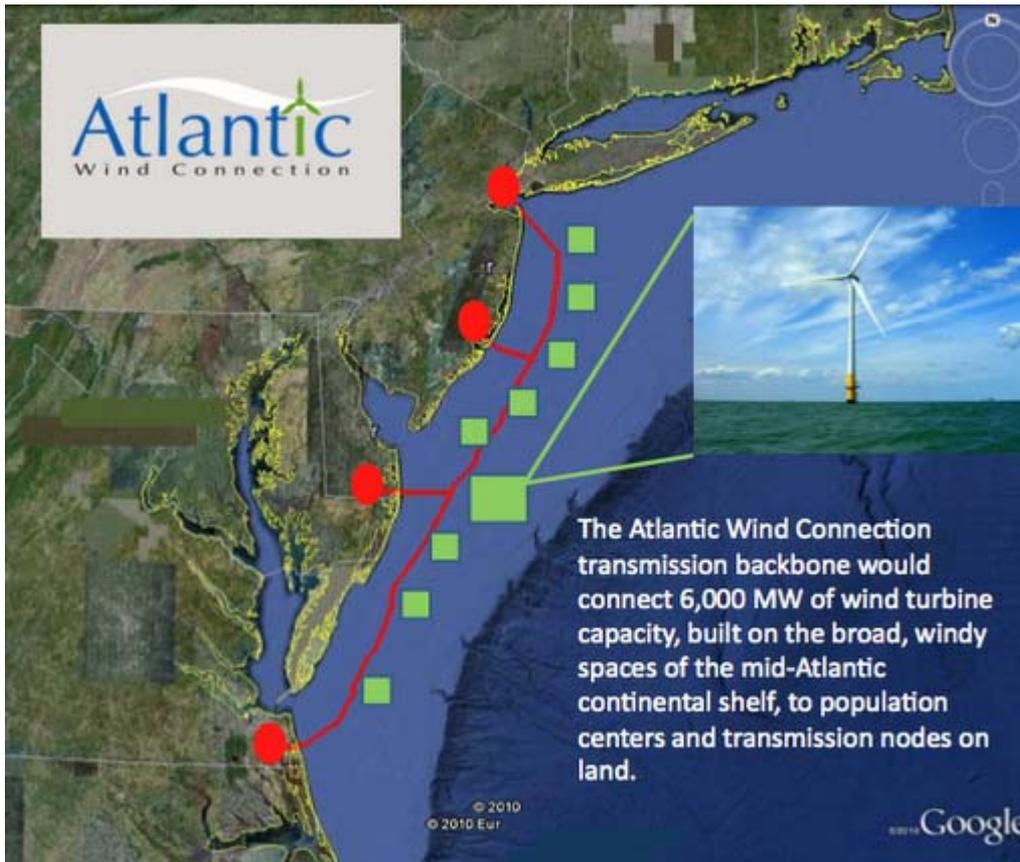 Atlantic
Wind Connection
The Atlantic Wind Connection
transmission backbone would
connect 6,000 MW of wind turbine
capacity, built on the broad, windy
spaces of the mid-Atlantic
continental shelf, to population
centers and transmission nodes on
land.
© 2010
© 2010 Eur
©2010 Google
N